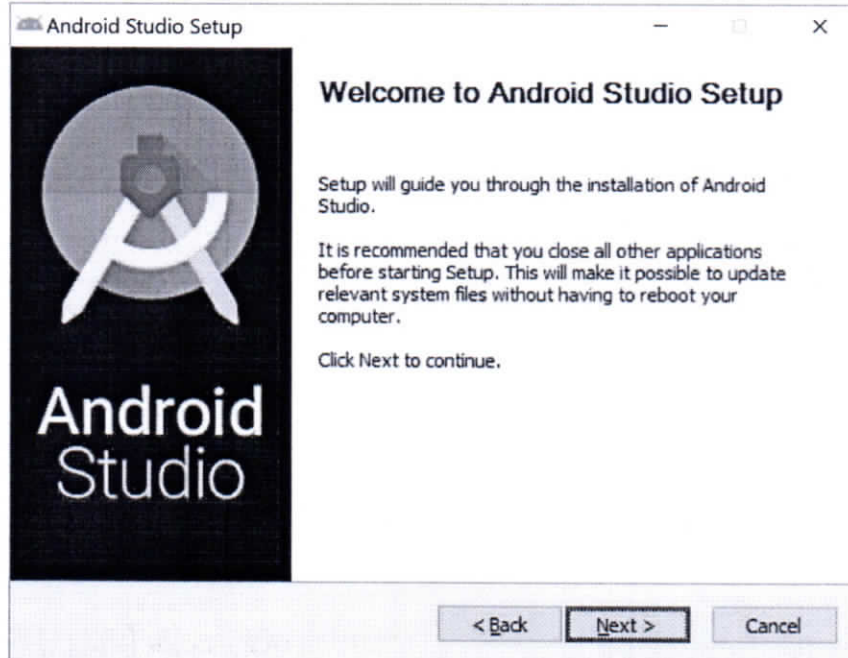 Android Studio Setup
Welcome to Android Studio Setup
Setup will guide you through the installation of Android
Studio.
It is recommended that you close all other applications
before starting Setup. This will make it possible to update
relevant system files without having to reboot your
computer.
Click Next to continue.
Android
Studio
< Back
Next >
Cancel